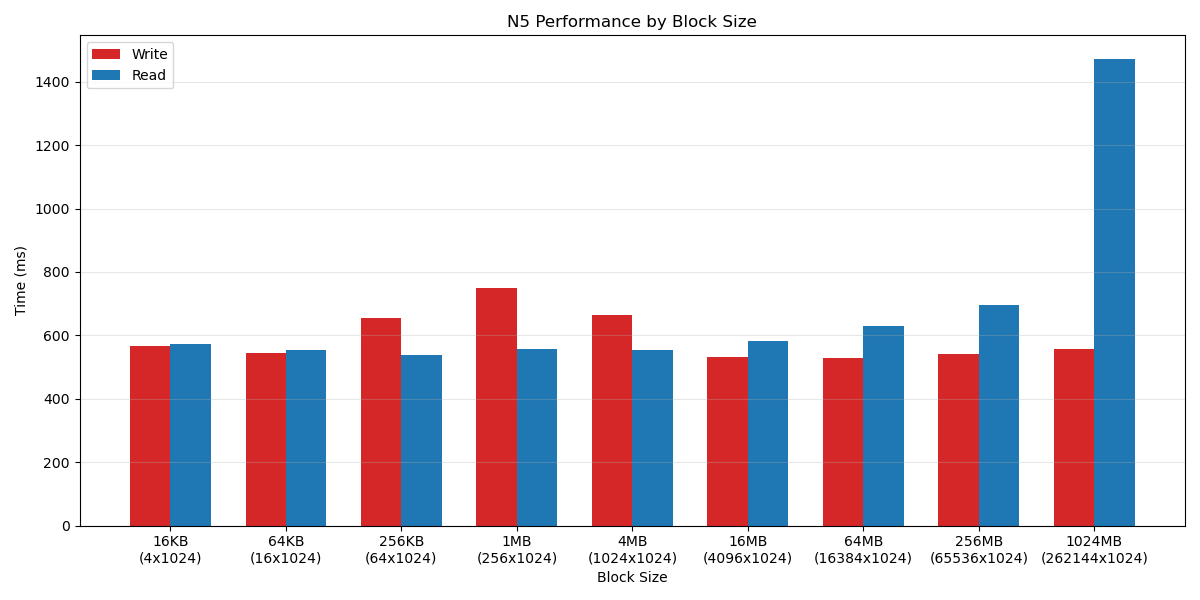 N5 Performance by Block Size
Write
Read
Time (ms)
1400
1200
1000
800
600
400
200
0
16KB
(4x1024)
64KB
(16x1024)
256KB
(64x1024)
1MB
(256x1024)
4MB
(1024x1024)
16MB
(4096x1024)
64MB
(16384x1024)
256MB
(65536x1024)
1024MB
(262144x1024)
Block Size